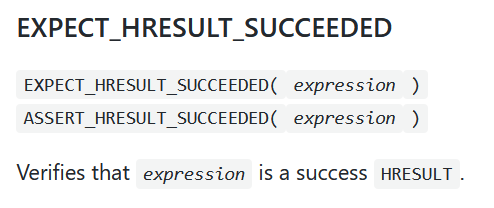 EXPECT_HRESULT_SUCCEEDED
EXPECT_HRESULT_SUCCEEDED( expression )
ASSERT_HRESULT_SUCCEEDED( expression )
Verifies that expression is a success HRESULT.